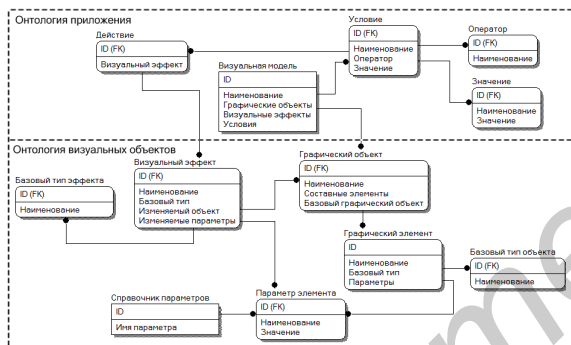 Онтология приложения
Действие
ID (FK)
Визуальный эффект
Условие
ID (FK)
Наименование
Оператор
Значение
Оператор
ID (FK)
Наименование
Визуальная модель
ID
Наименование
Графические объекты
Визуальные эффекты
Условия
Значение
ID (FK)
Наименование
Значение
Онтология визуальных объектов
Базовый тип эффекта
ID (FK)
Наименование
Визуальный эффект
ID (FK)
Наименование
Базовый тип
Изменяемый объект
Изменяемые параметры
Графический объект
ID (FK)
Наименование
Составные элементы
Базовый графический объект
Графический элемент
ID
Наименование
Базовый тип
Параметры
Базовый тип объекта
ID (FK)
Наименование
Справочник параметров
ID
Имя параметра
Параметр элемента
ID (FK)
Наименование
Значение